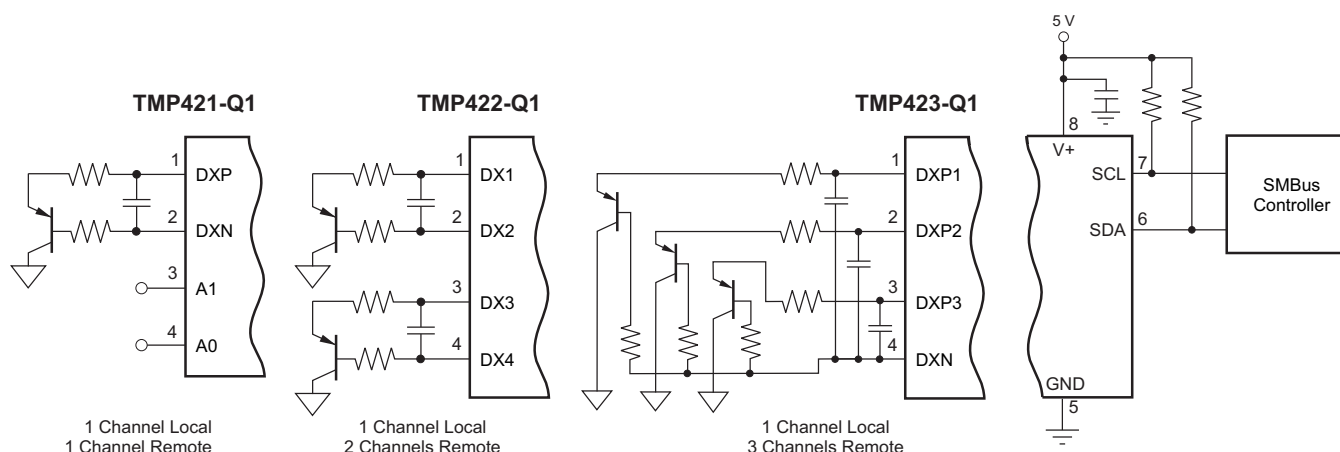 TMP421-Q1
1
DXP
2
DXN
3
A1
4
A0
1 Channel Local
1 Channel Remote
TMP422-Q1
1
DX1
2
DX2
3
DX3
4
DX4
1 Channel Local
2 Channels Remote
TMP423-Q1
1
DXP1
2
DXP2
3
DXP3
4
DXN
1 Channel Local
3 Channels Remote
5 V
8
V+
7
SCL
6
SDA
GND
5
SMBus
Controller